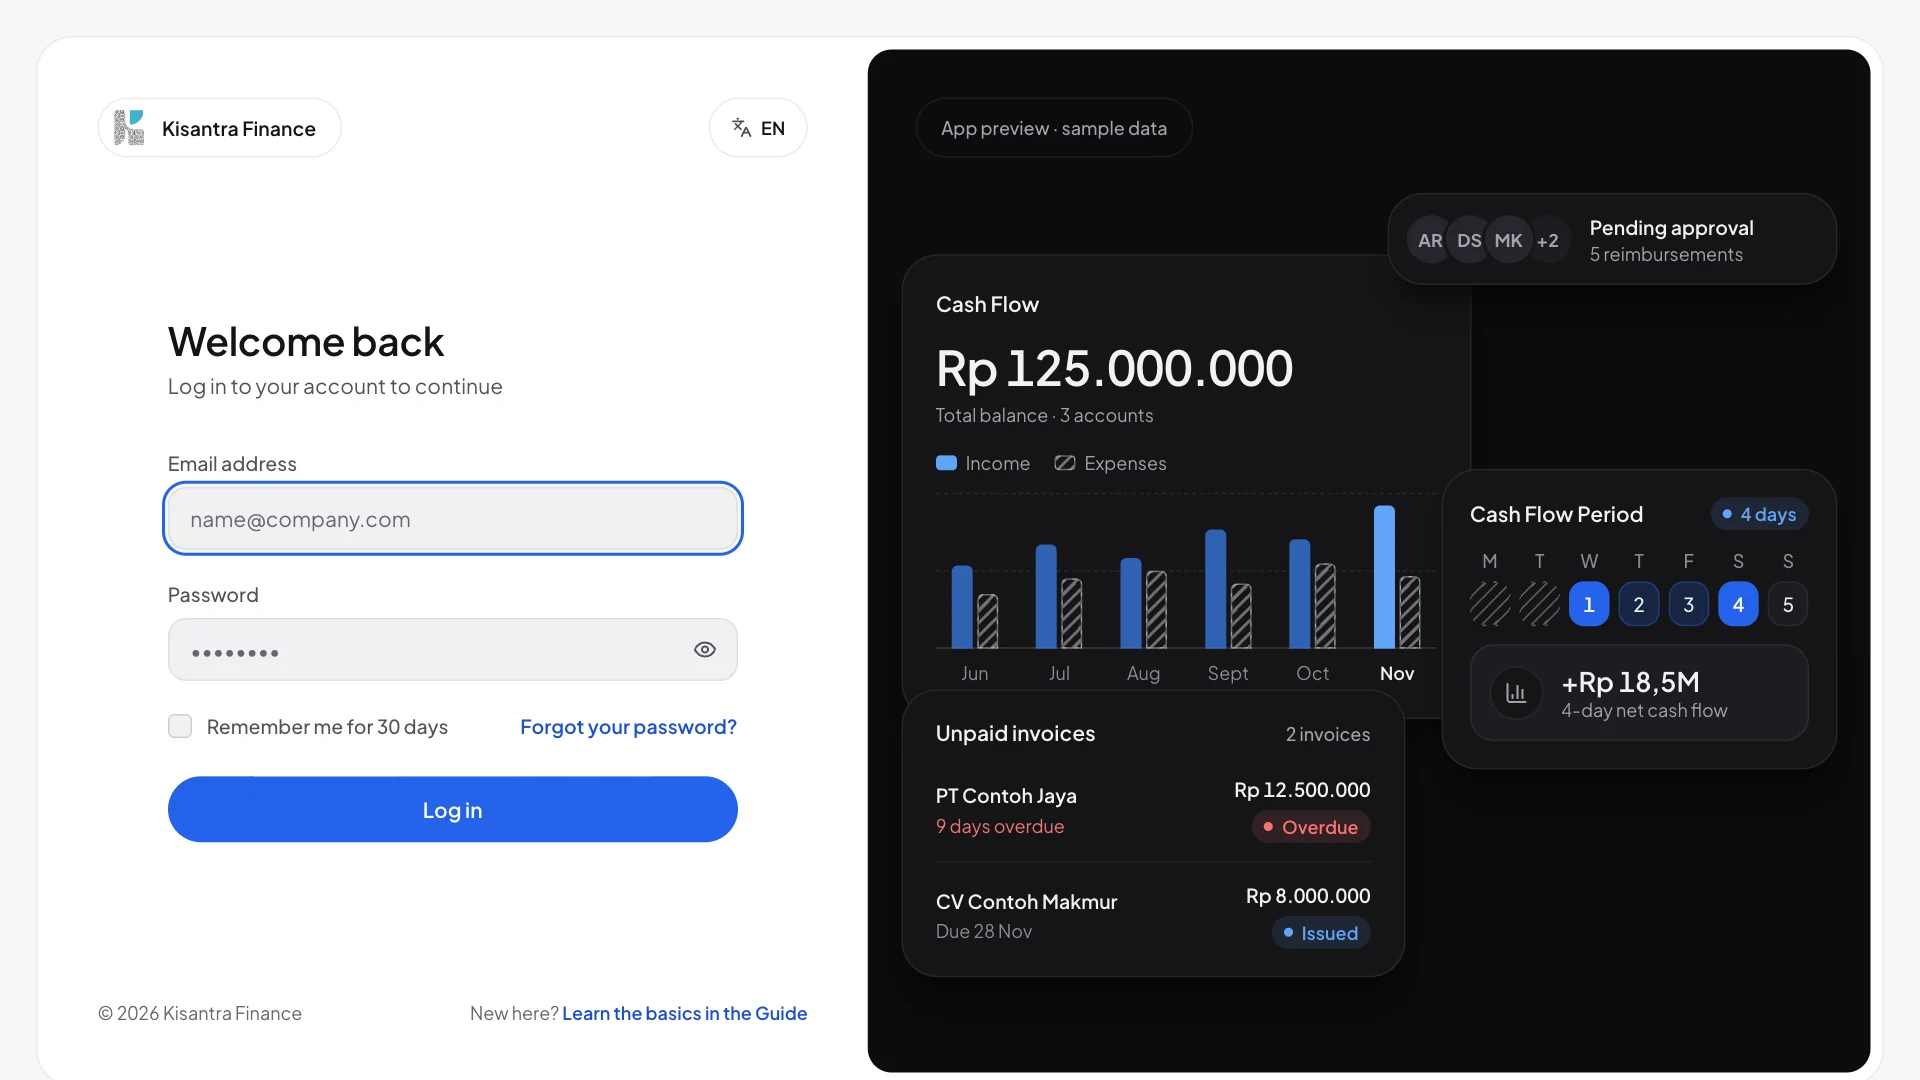 Kisantra Finance
EN
Welcome back
Log in to your account to continue
Email address
name@company.com
Password
••••••••
Remember me for 30 days
Forgot your password?
Log in
© 2026 Kisantra Finance
New here? Learn the basics in the Guide
App preview · sample data
AR DS MK +2
Pending approval
5 reimbursements
Cash Flow
Rp 125.000.000
Total balance · 3 accounts
Income Expenses
Jun Jul Aug Sept Oct Nov
Cash Flow Period
4 days
M T W T F S S
1 2 3 4 5
+Rp 18,5M
4-day net cash flow
Unpaid invoices
2 invoices
PT Contoh Jaya
Rp 12.500.000
9 days overdue
Overdue
CV Contoh Makmur
Rp 8.000.000
Due 28 Nov
Issued